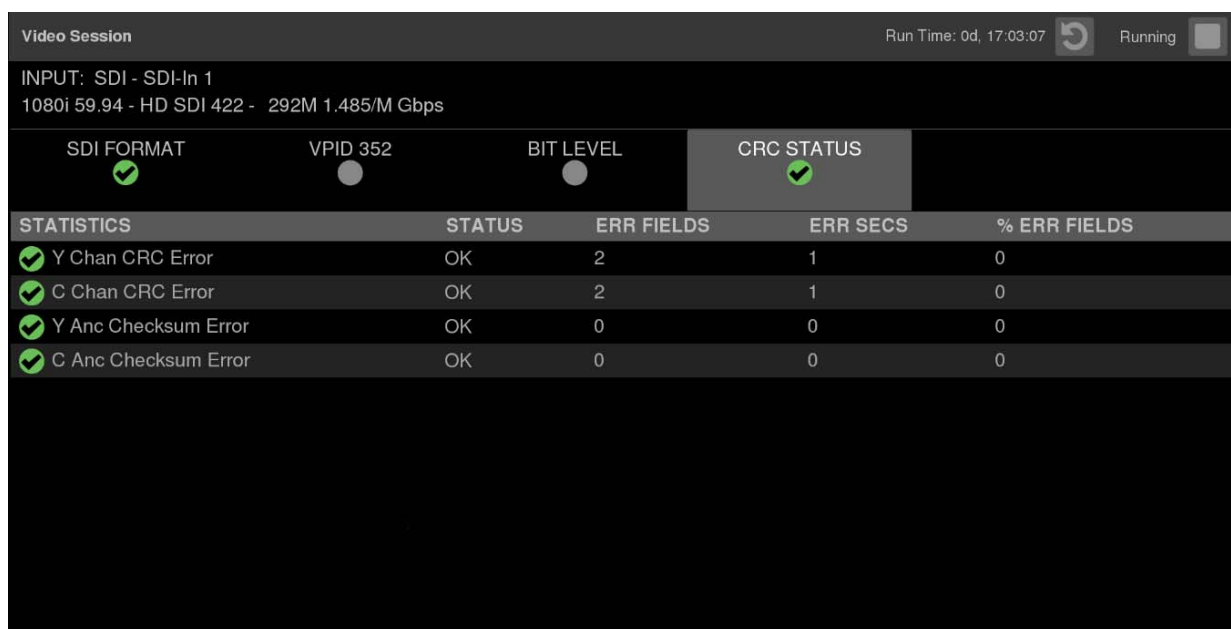 Video Session Run Time: 0d, 17:03:07 Running
INPUT: SDI - SDI-In 1
1080i 59.94 - HD SDI 422 - 292M 1.485/M Gbps
SDI FORMAT VPID 352 BIT LEVEL CRC STATUS
STATISTICS STATUS ERR FIELDS ERR SECS % ERR FIELDS
Y Chan CRC Error OK 2 1 0
C Chan CRC Error OK 2 1 0
Y Anc Checksum Error OK 0 0 0
C Anc Checksum Error OK 0 0 0